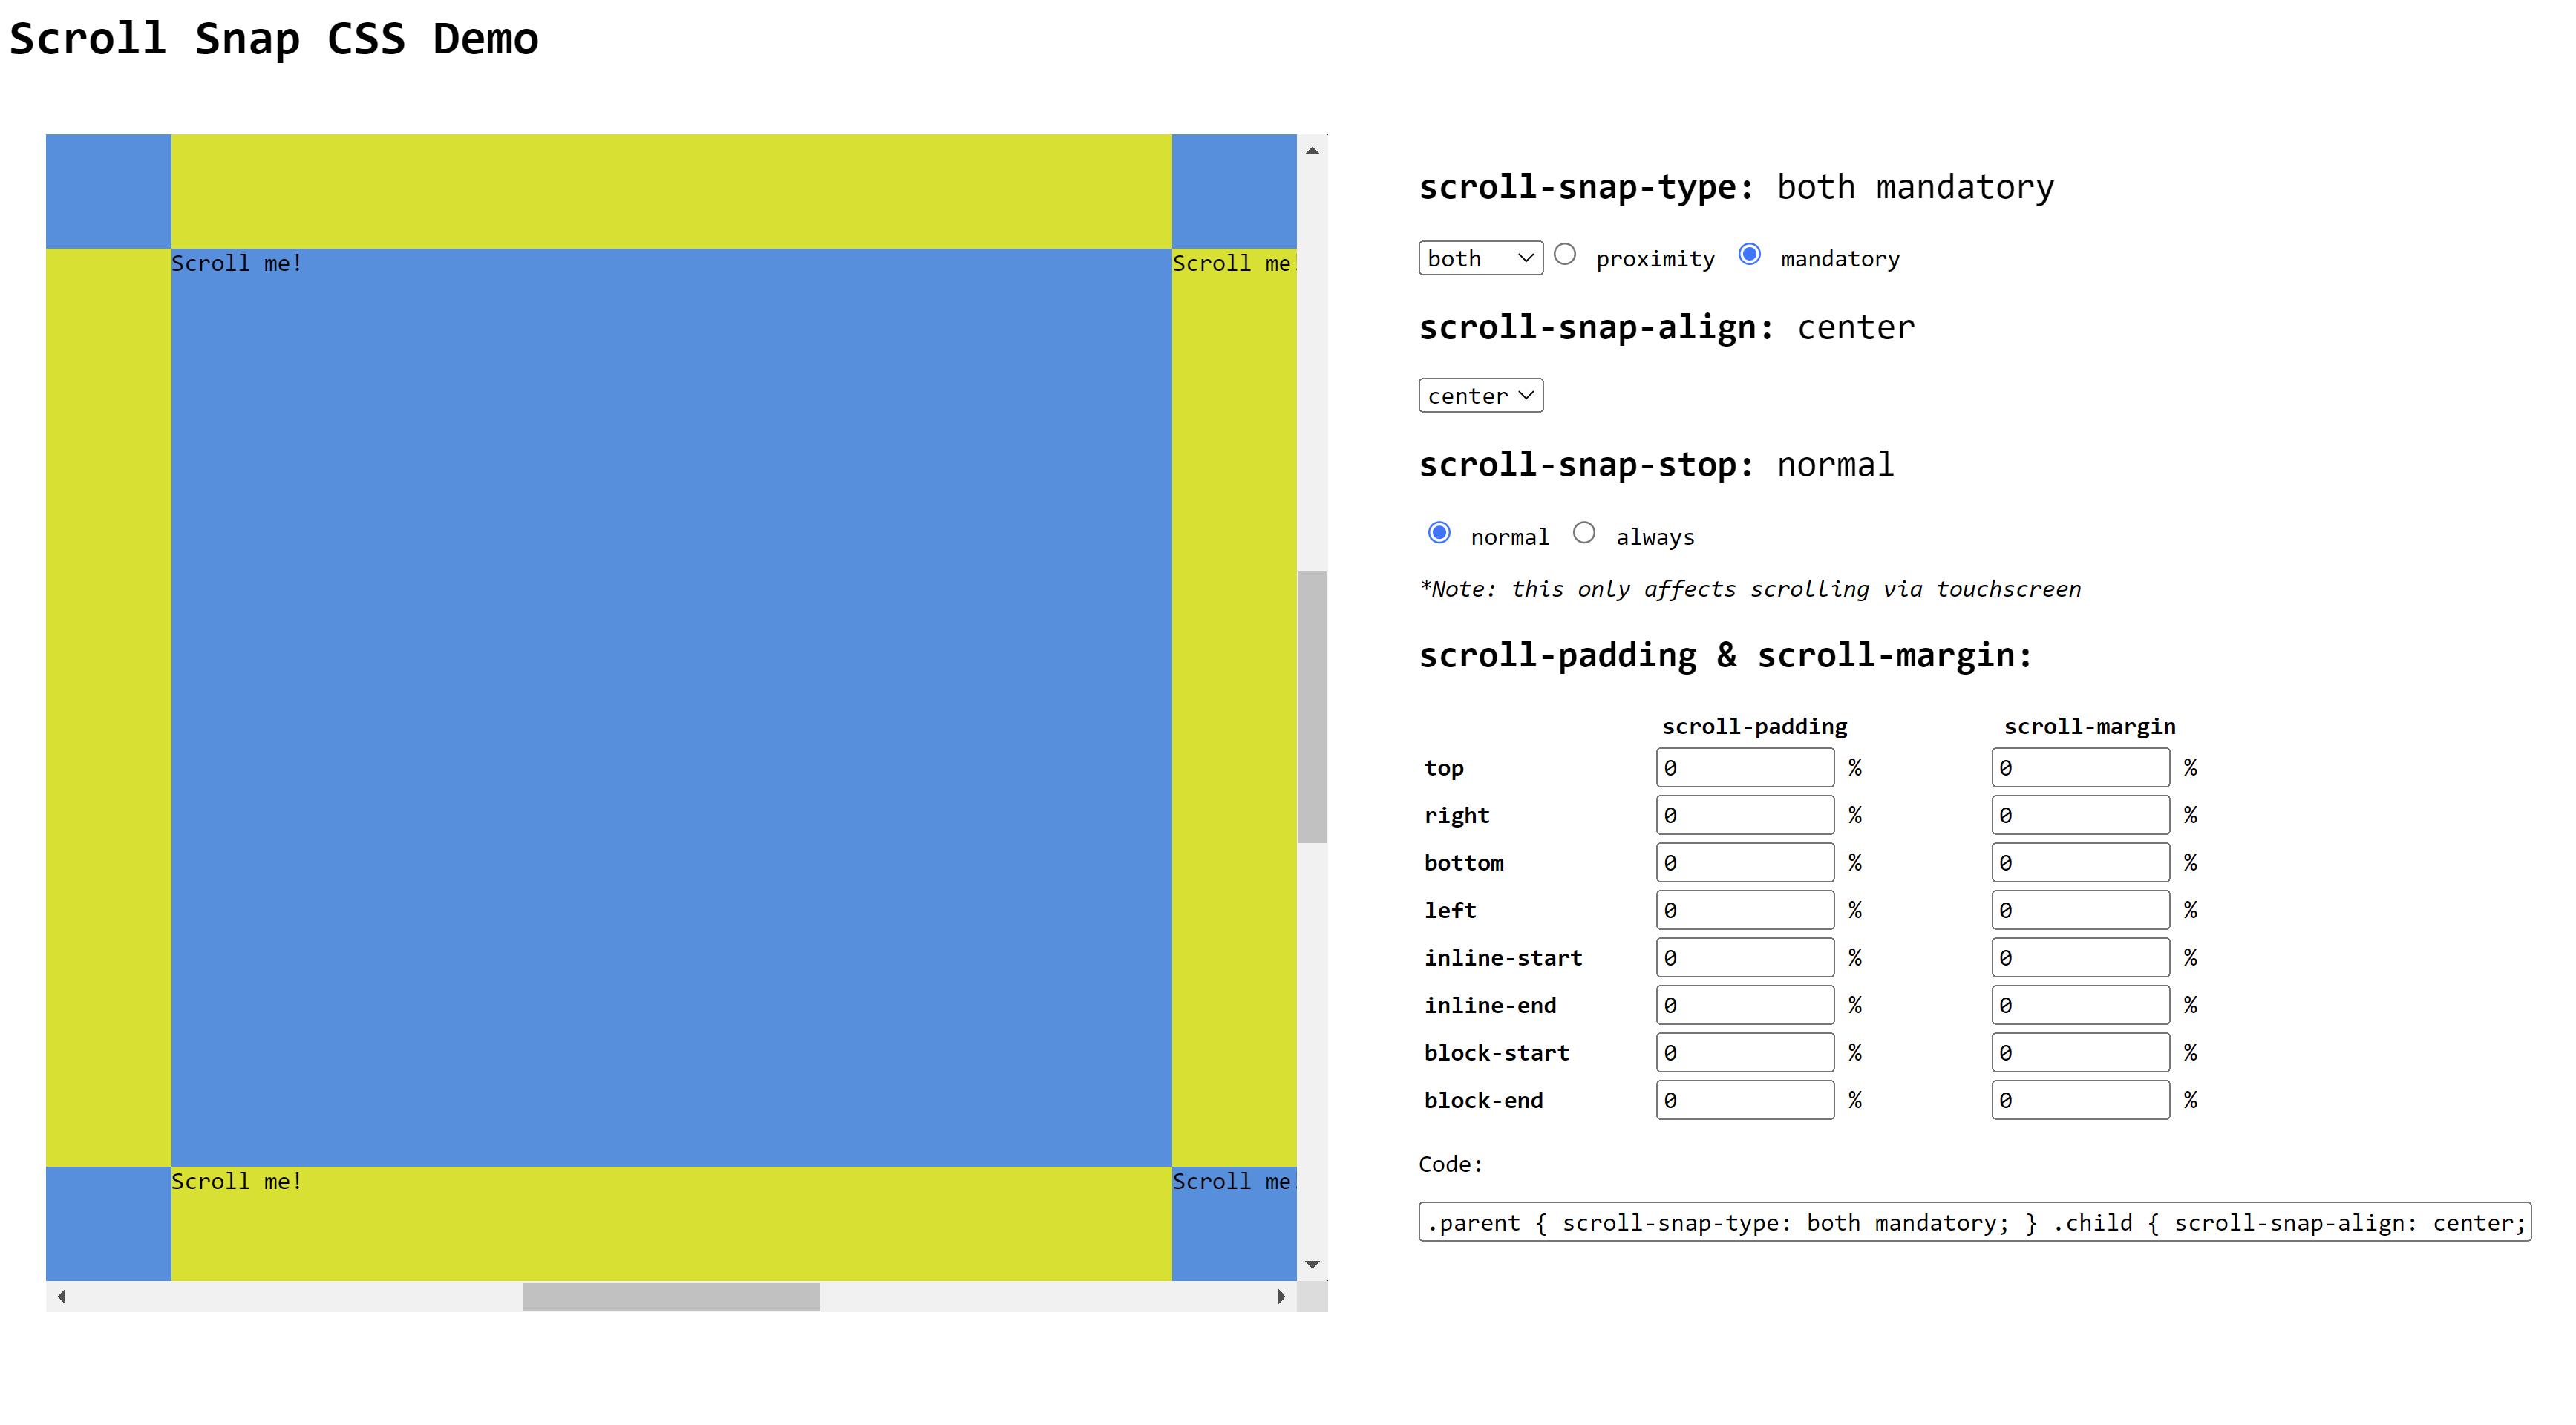 Scroll Snap CSS Demo
Scroll me!
Scroll me!
Scroll me!
Scroll me
scroll-snap-type: both mandatory
both proximity mandatory
scroll-snap-align: center
center
scroll-snap-stop: normal
normal always
*Note: this only affects scrolling via touchscreen
scroll-padding & scroll-margin:
scroll-padding scroll-margin
top 0 % 0 %
right 0 % 0 %
bottom 0 % 0 %
left 0 % 0 %
inline-start 0 % 0 %
inline-end 0 % 0 %
block-start 0 % 0 %
block-end 0 % 0 %
Code:
.parent { scroll-snap-type: both mandatory; } .child { scroll-snap-align: center;